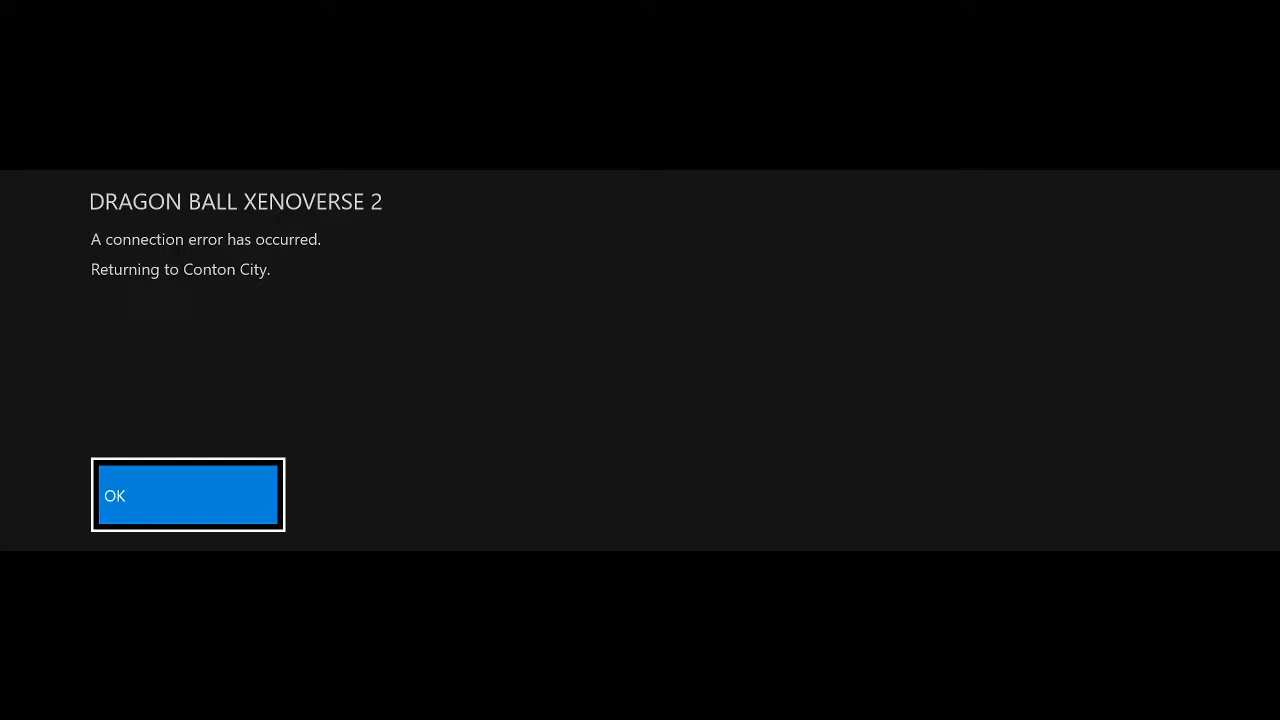 DRAGON BALL XENOVERSE 2
A connection error has occurred.
Returning to Conton City.
OK